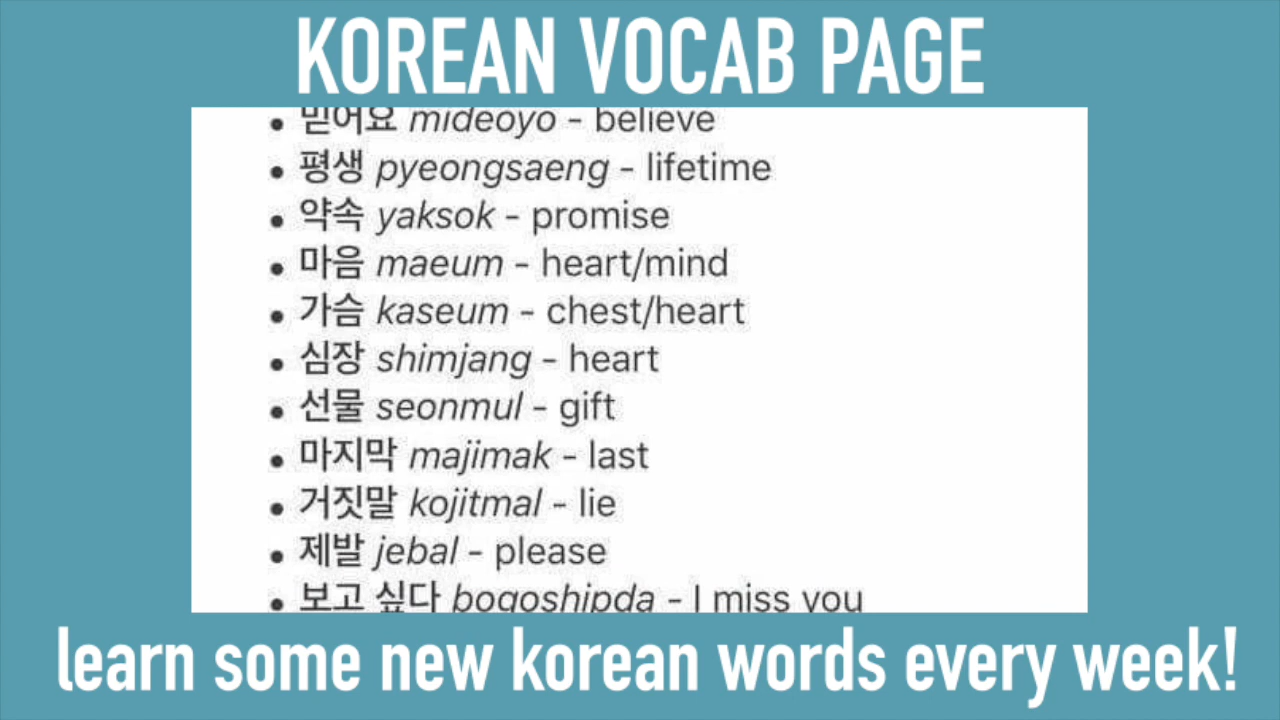 KOREAN VOCAB PAGE
• 믿어요 mideoyo - believe
• 평생 pyeongsaeng - lifetime
• 약속 yaksok - promise
• 마음 maeum - heart/mind
• 가슴 kaseum - chest/heart
• 심장 shimjang - heart
• 선물 seonmul - gift
• 마지막 majimak - last
• 거짓말 kojitmal - lie
• 제발 jebal - please
• 보고 싶다 bogoshipda - I miss you
learn some new korean words every week!